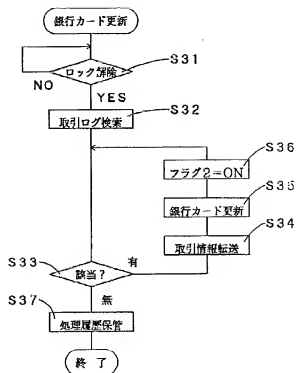 銀行カード更新
ロック解除
S31
NO
YES
取引ログ検索
S32
フラグ2=ON
S36
銀行カード更新
S35
取引情報転送
S34
該当?
S33
有
無
処理履歴保管
S37
終了